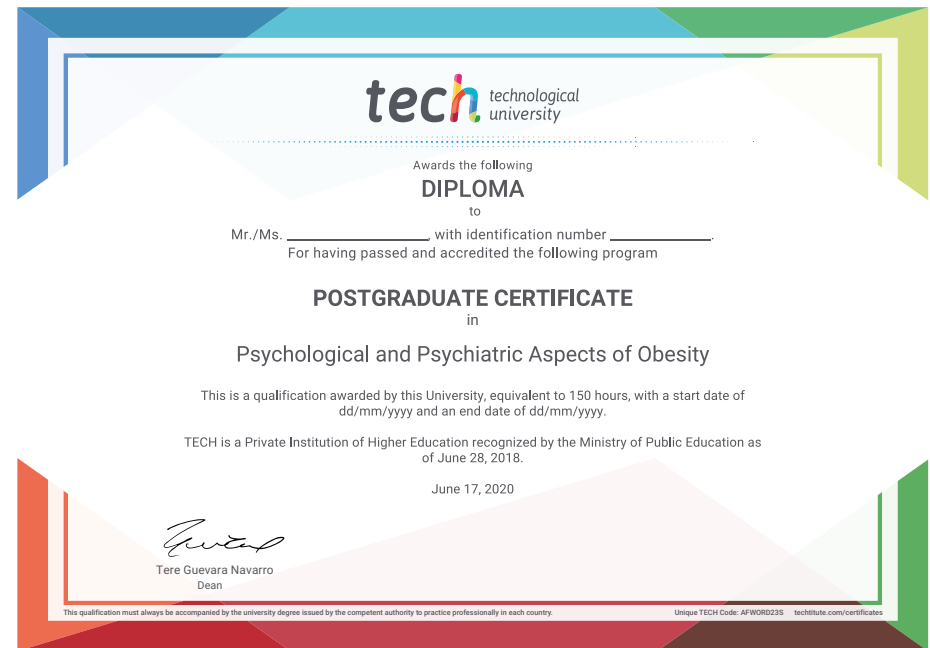 tech technological
university
Awards the following
DIPLOMA
to
Mr./Ms. ____________________, with identification number ______________.
For having passed and accredited the following program
POSTGRADUATE CERTIFICATE
in
Psychological and Psychiatric Aspects of Obesity
This is a qualification awarded by this University, equivalent to 150 hours, with a start date of
dd/mm/yyyy and an end date of dd/mm/yyyy.
TECH is a Private Institution of Higher Education recognized by the Ministry of Public Education as
of June 28, 2018.
June 17, 2020
Tere Guevara Navarro
Dean
This qualification must always be accompanied by the university degree issued by the competent authority to practice professionally in each country. Unique TECH Code: AFWORD23S techtitute.com/certificates